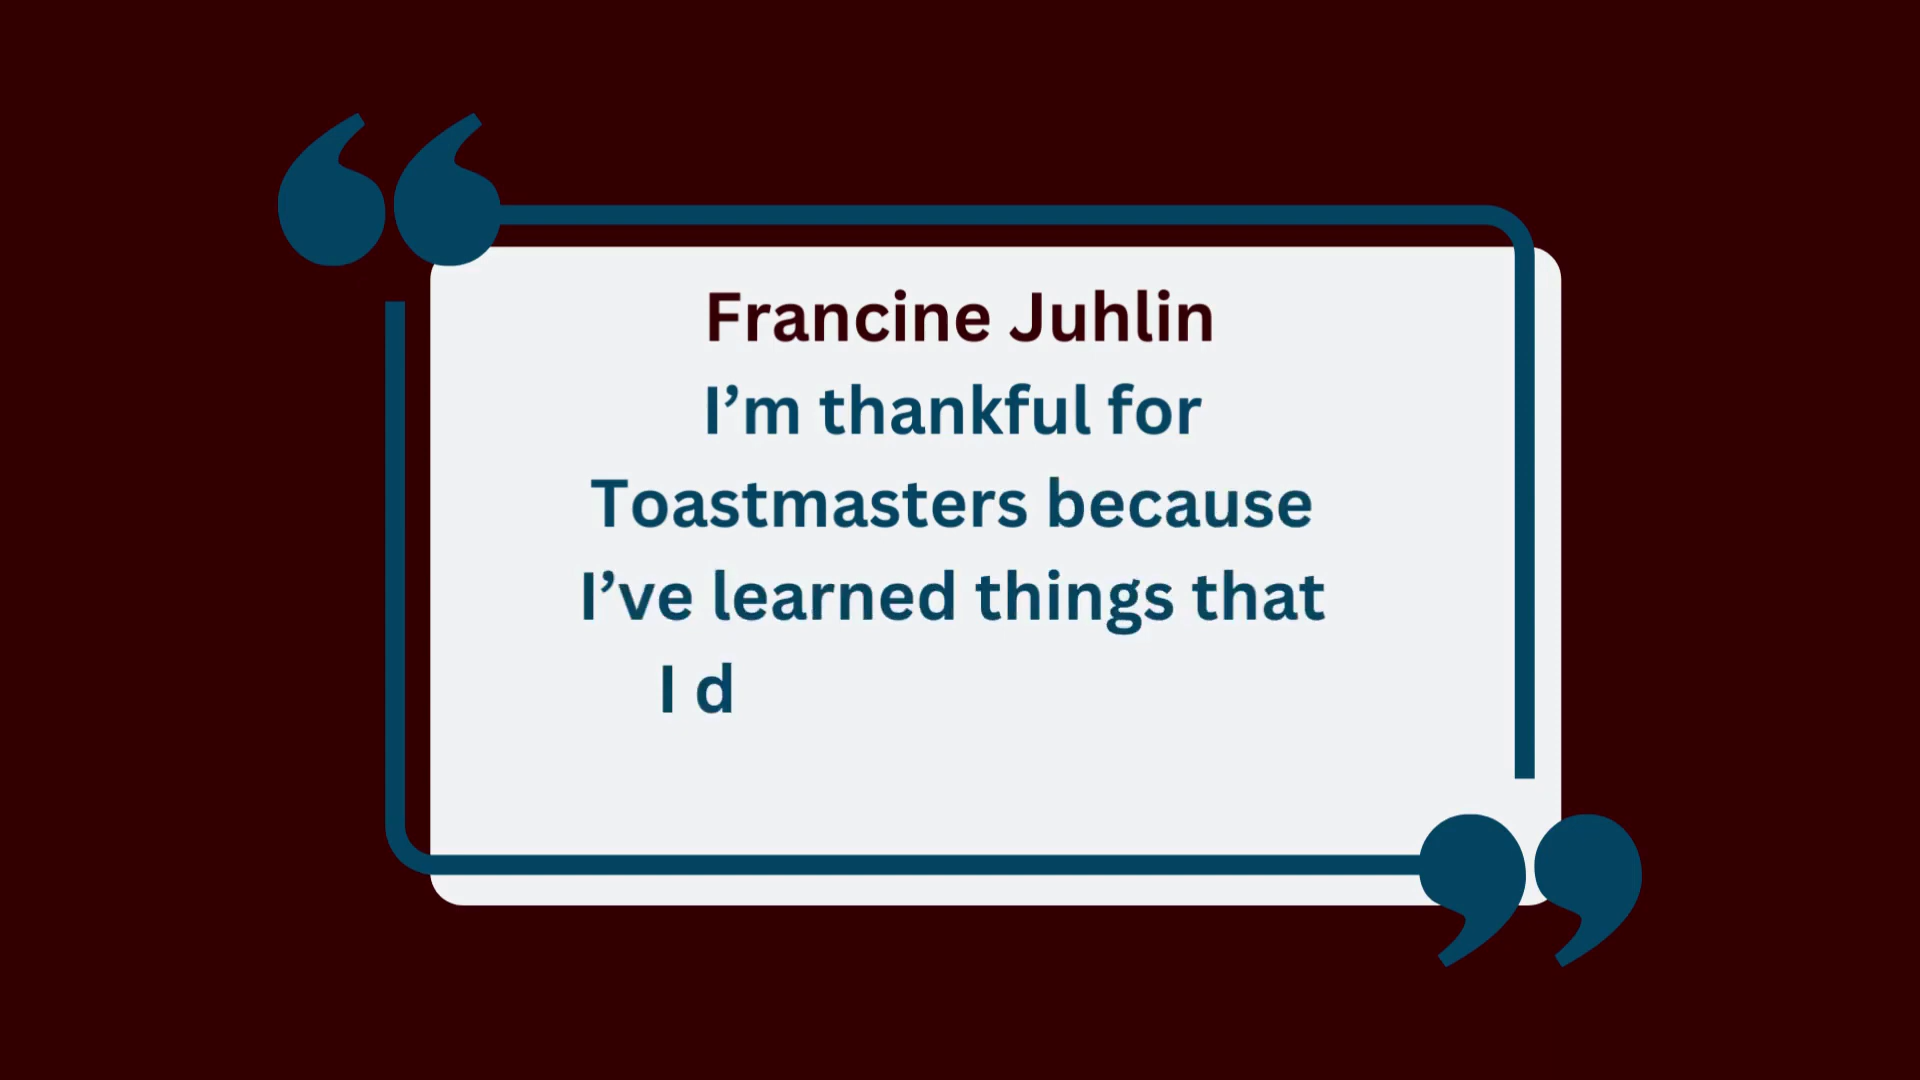 Francine Juhlin
I’m thankful for
Toastmasters because
I’ve learned things that
I d